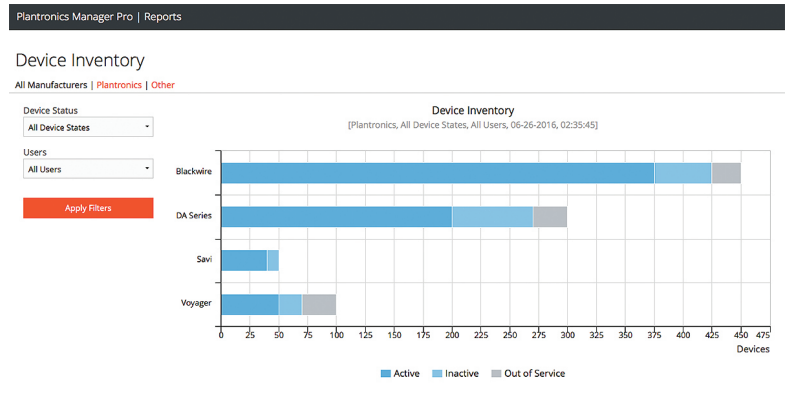 Plantronics Manager Pro | Reports
Device Inventory
All Manufacturers | Plantronics | Other
Device Status
All Device States
Users
All Users
Apply Filters
Device Inventory
[Plantronics, All Device States, All Users, 06-26-2016, 02:35:45]
Blackwire
DA Series
Savi
Voyager
0 25 50 75 100 125 150 175 200 225 250 275 300 325 350 375 400 425 450 475
Devices
Active Inactive Out of Service